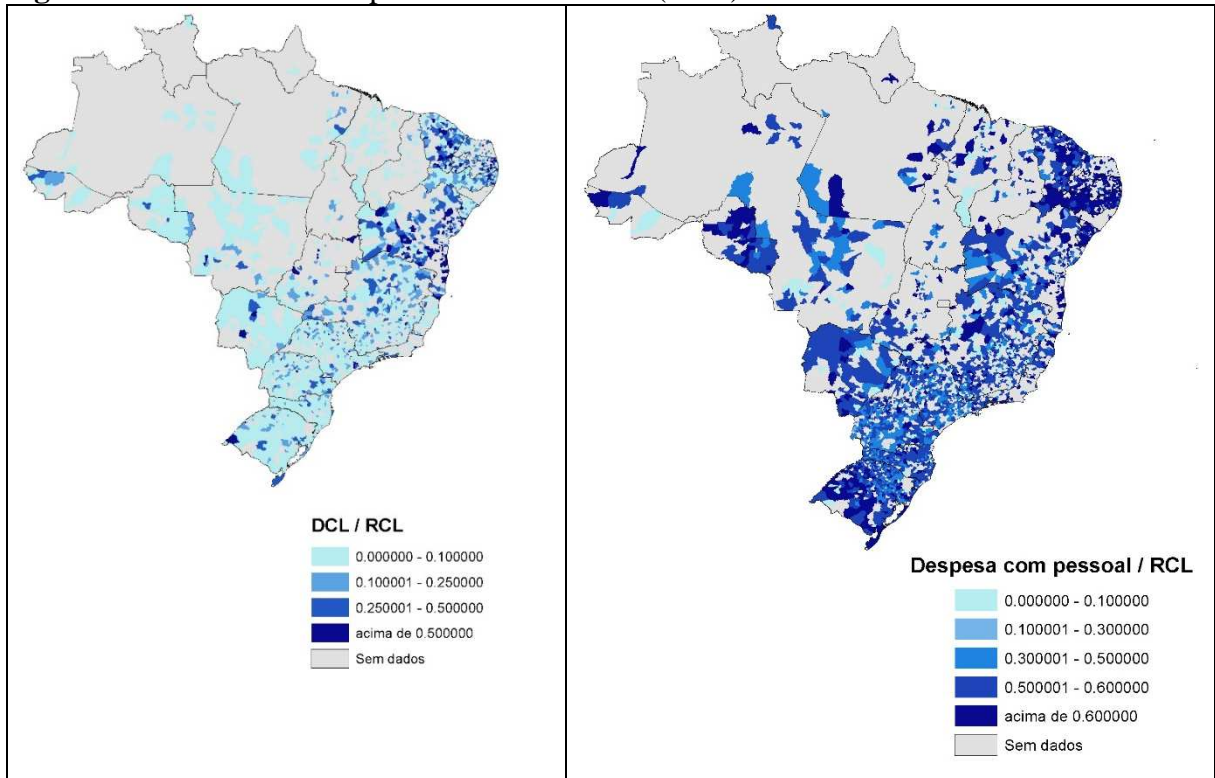 DCL / RCL
0.000000 - 0.100000
0.100001 - 0.250000
0.250001 - 0.500000
acima de 0.500000
Sem dados
Despesa com pessoal / RCL
0.000000 - 0.100000
0.100001 - 0.300000
0.300001 - 0.500000
0.500001 - 0.600000
acima de 0.600000
Sem dados